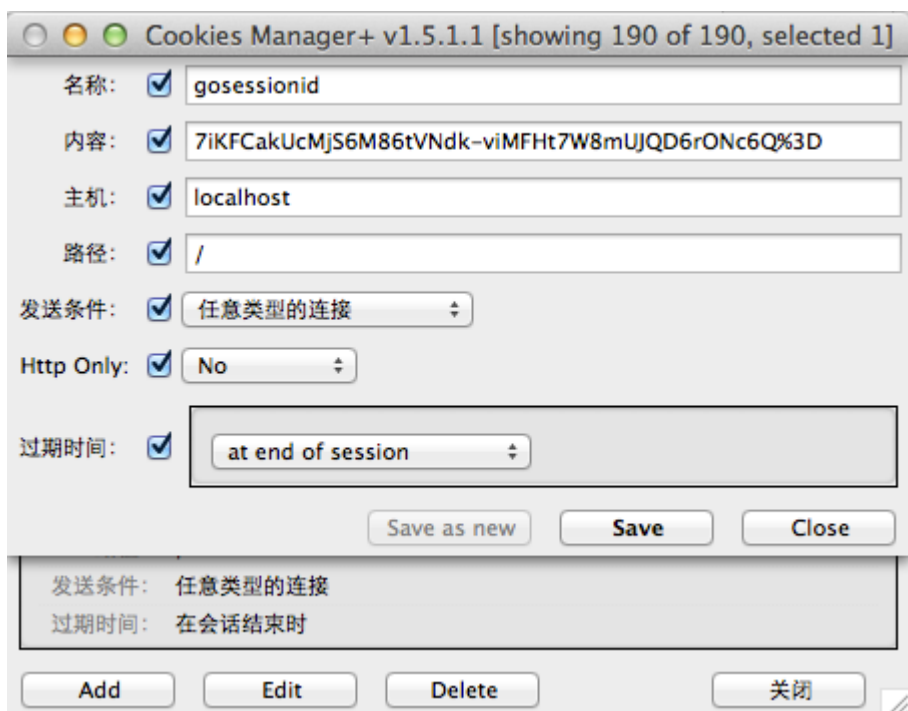 Cookies Manager+ v1.5.1.1 [showing 190 of 190, selected 1]
名称: gosessionid
内容: 7iKFCakUcMjS6M86tVNdk-viMFHt7W8mUJQD6rONc6Q%3D
主机: localhost
路径: /
发送条件: 任意类型的连接
Http Only: No
过期时间: at end of session
Save as new Save Close
发送条件: 任意类型的连接
过期时间: 在会话结束时
Add Edit Delete 关闭